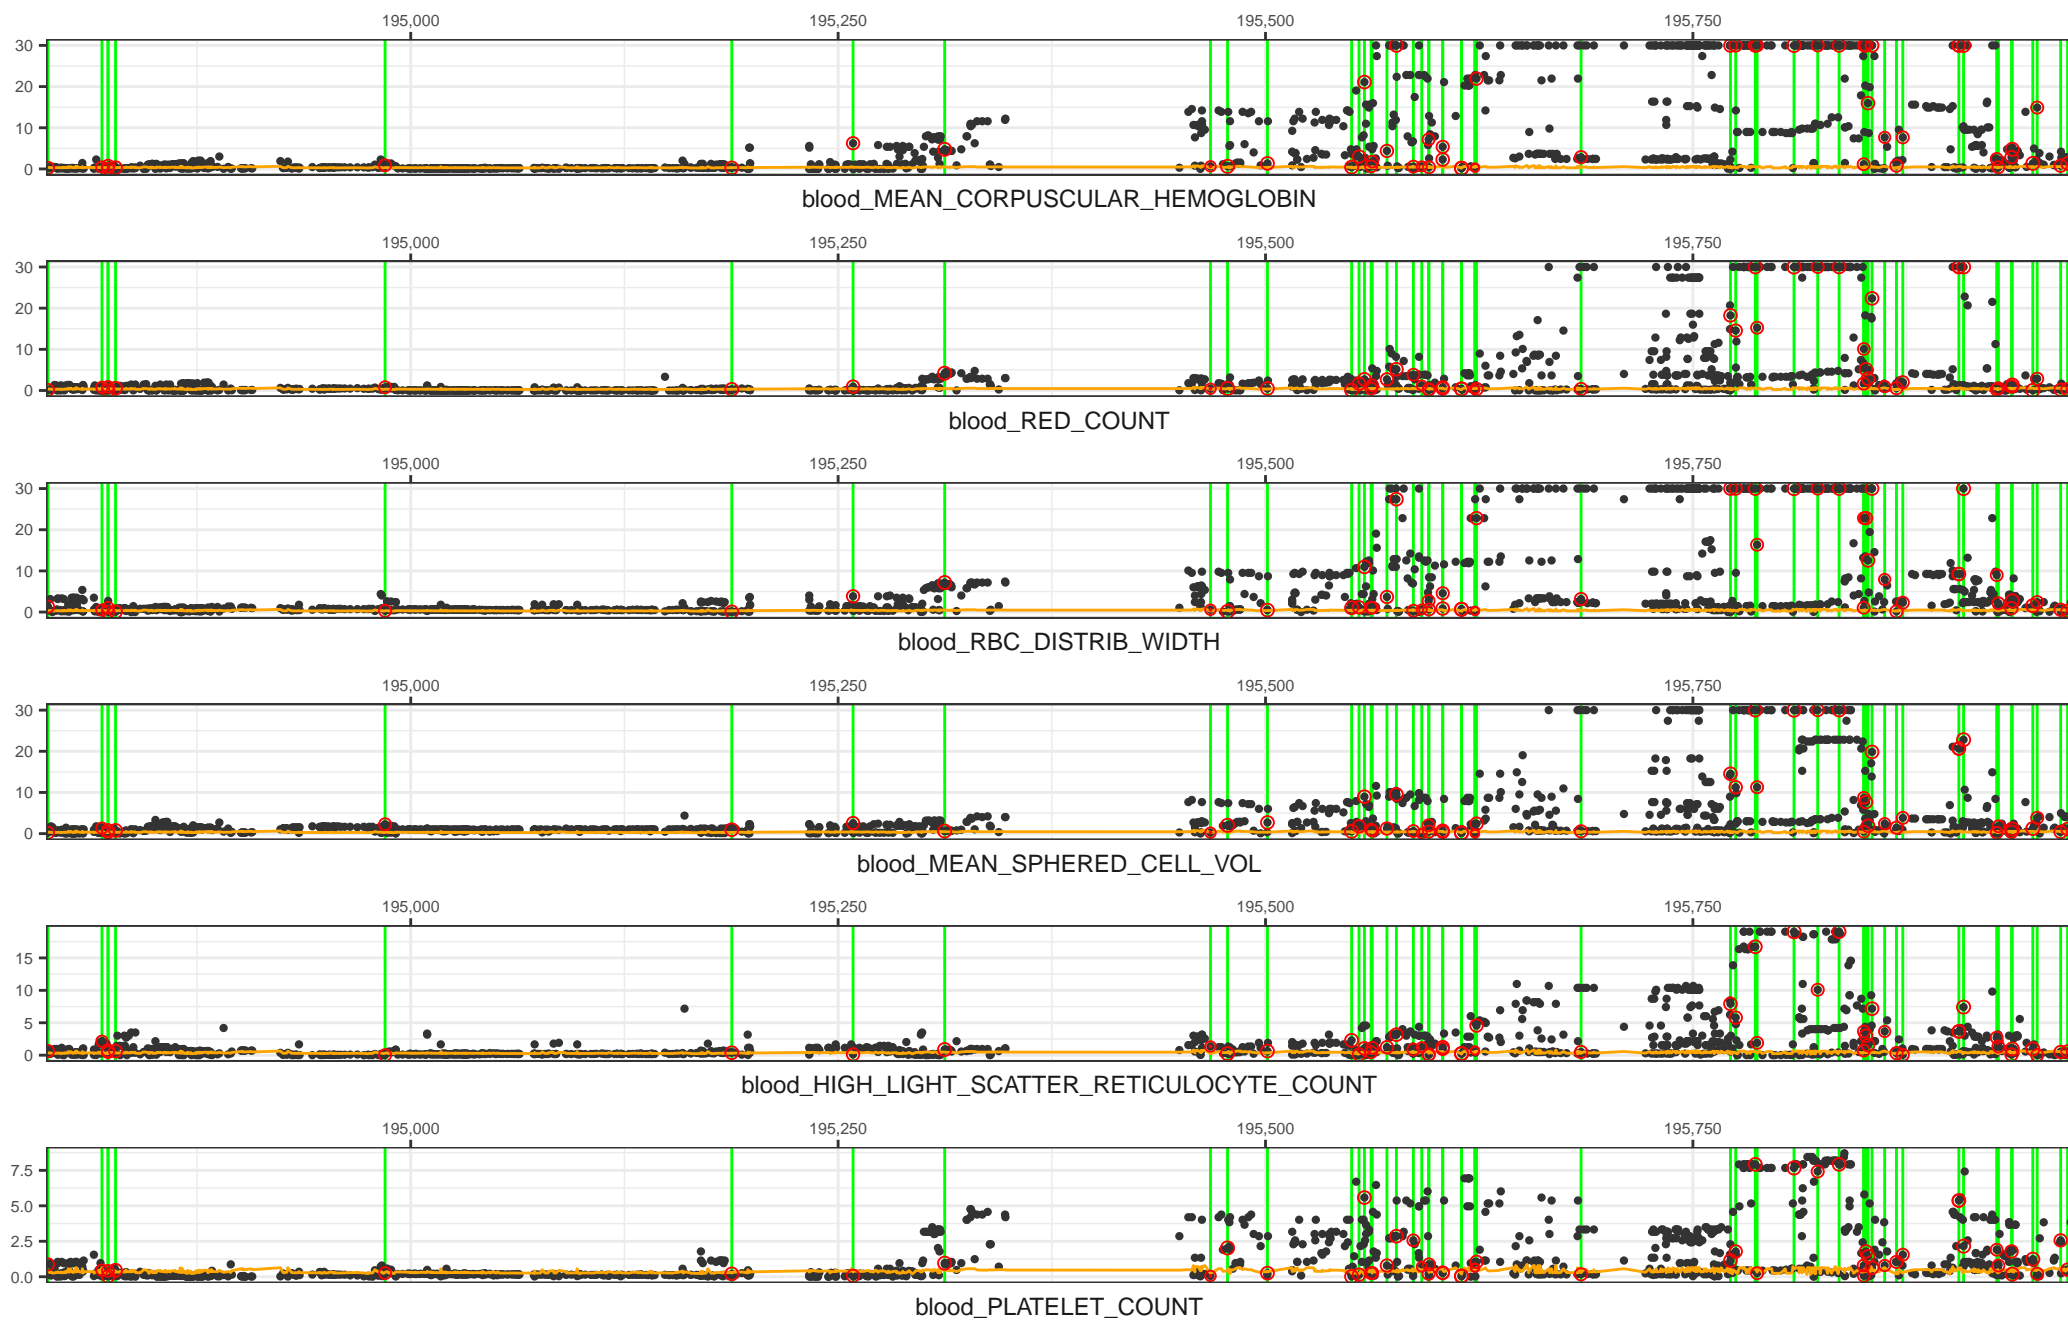 195,000 195,250 195,500 195,750
30
20
10
0
blood_MEAN_CORPUSCULAR_HEMOGLOBIN
195,000 195,250 195,500 195,750
30
20
10
0
blood_RED_COUNT
195,000 195,250 195,500 195,750
30
20
10
0
blood_RBC_DISTRIB_WIDTH
195,000 195,250 195,500 195,750
30
20
10
0
blood_MEAN_SPHERED_CELL_VOL
195,000 195,250 195,500 195,750
15
10
5
0
blood_HIGH_LIGHT_SCATTER_RETICULOCYTE_COUNT
195,000 195,250 195,500 195,750
7.5
5.0
2.5
0.0
blood_PLATELET_COUNT